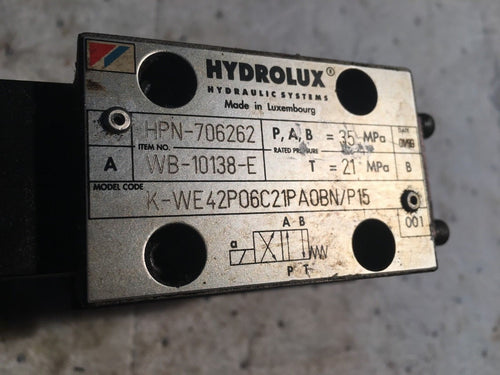 HYDROLUX®
HYDRAULIC SYSTEMS
Made in Luxembourg
HPN-706262 P, A, B = 35 MPa DATE
ITEM NO. RATED PRESSURE
A WB-10138-E T = 21 MPa B
MODEL CODE
K-WE42P06C21PA0BN/P15
001
A B
a
P T